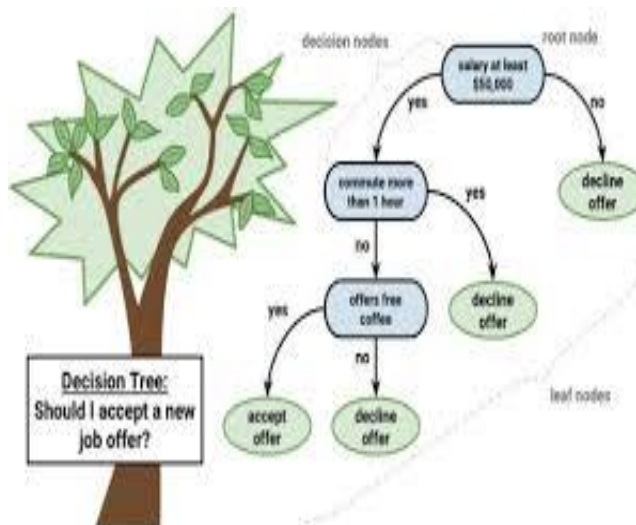 decision nodes
root node
salary at least
$50,000
yes
no
decline
offer
commute more
than 1 hour
yes
no
decline
offer
offers free
coffee
yes
no
accept
offer
decline
offer
leaf nodes
Decision Tree:
Should I accept a new
job offer?